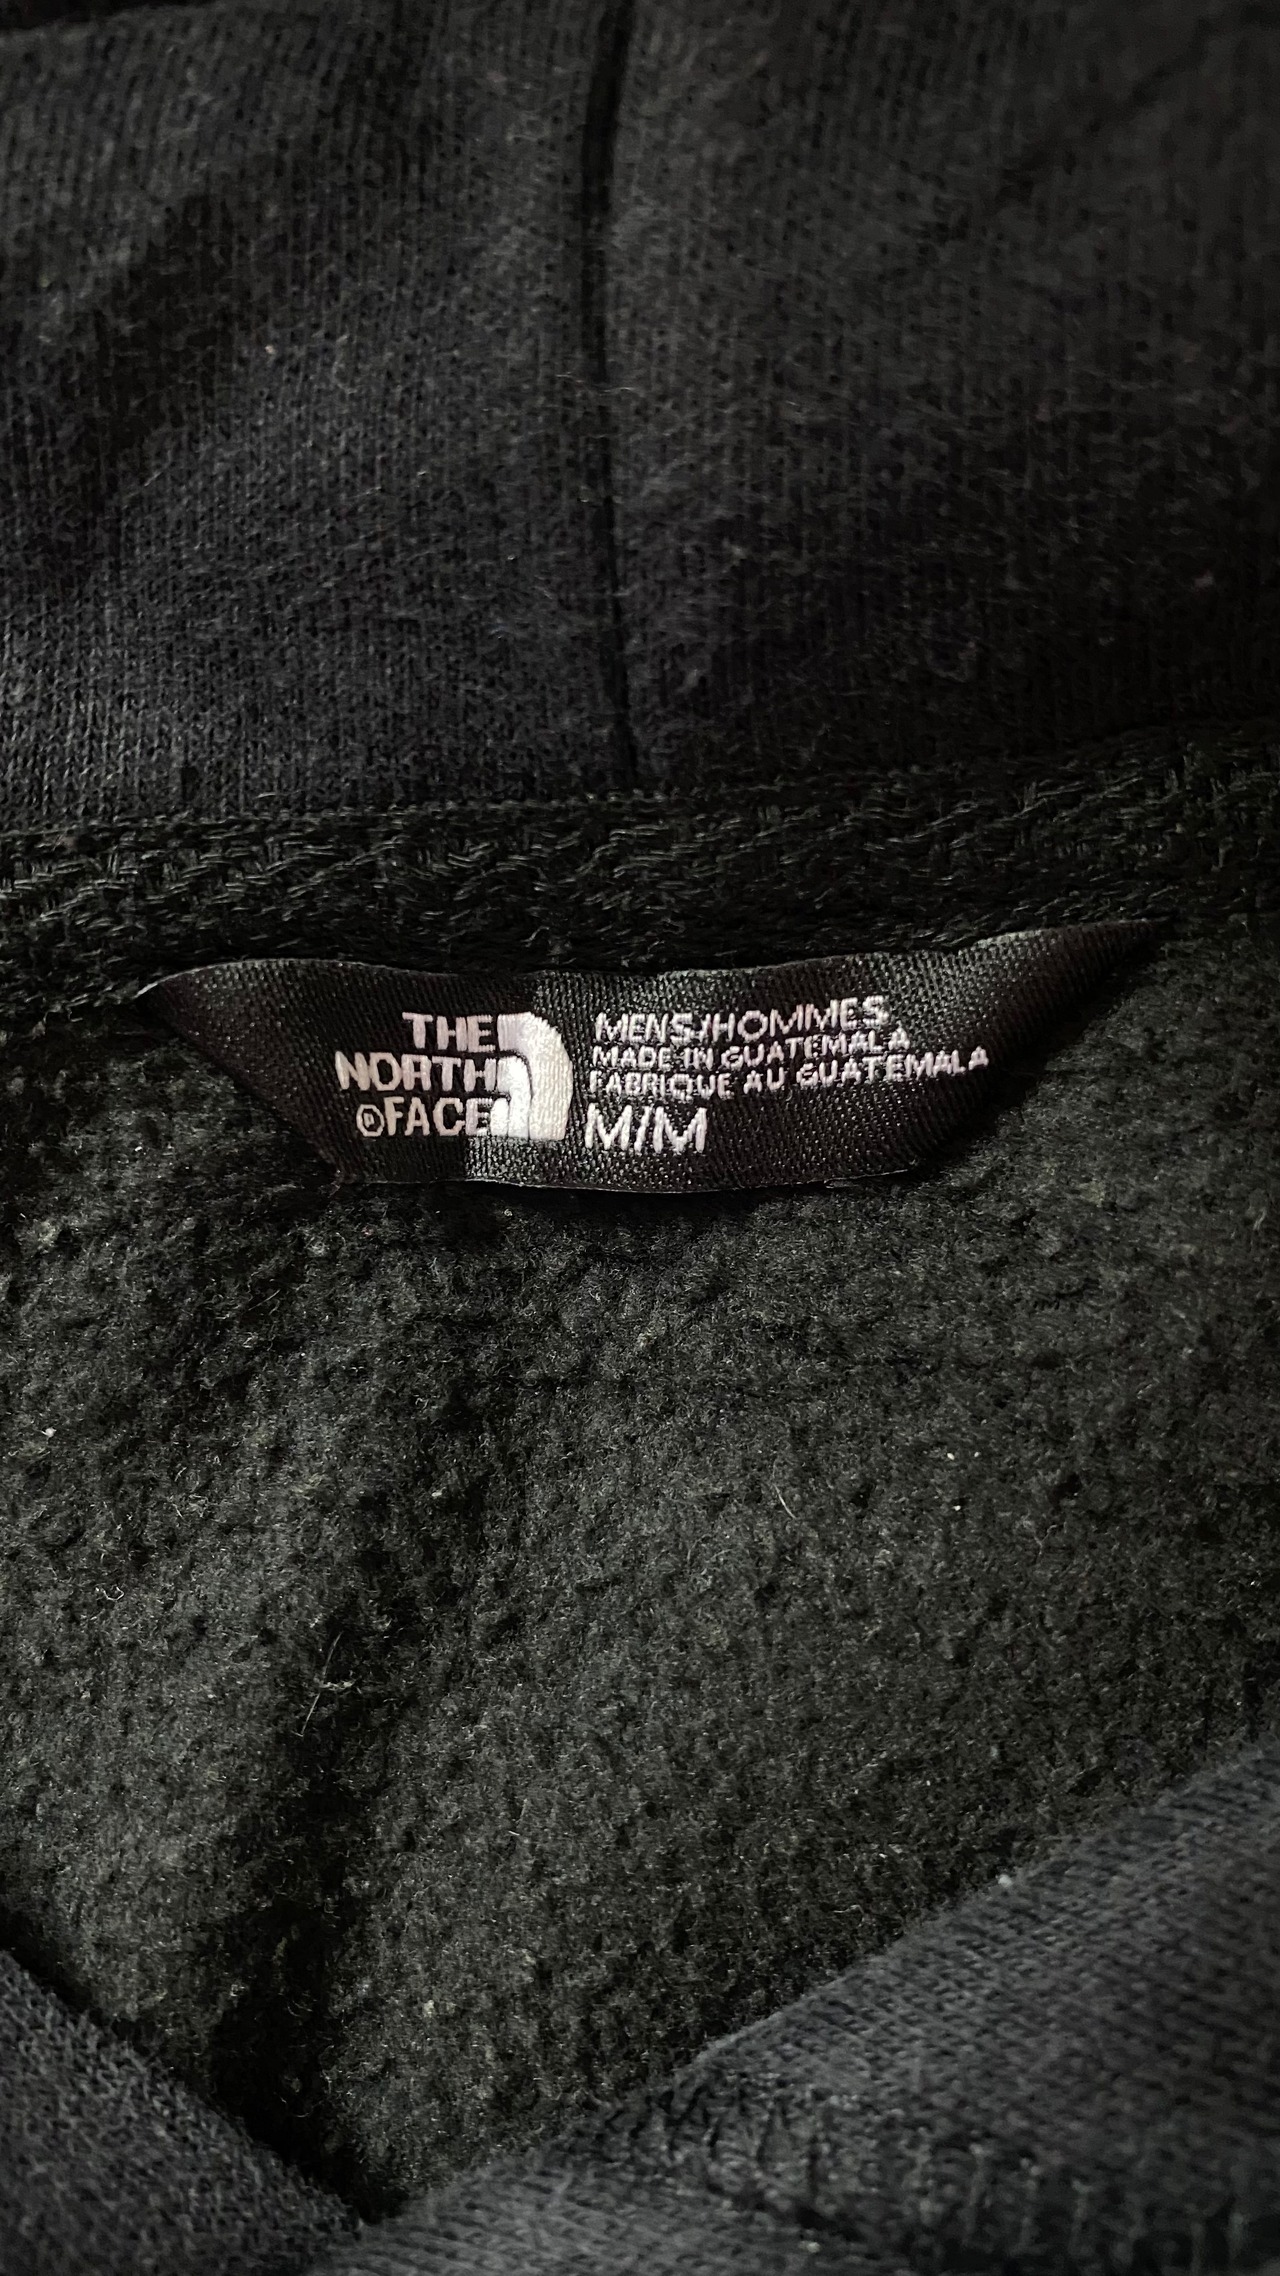 THE
NORTH
®FACE
MENS/HOMMES
MADE IN GUATEMALA
FABRIQUE AU GUATEMALA
M/M